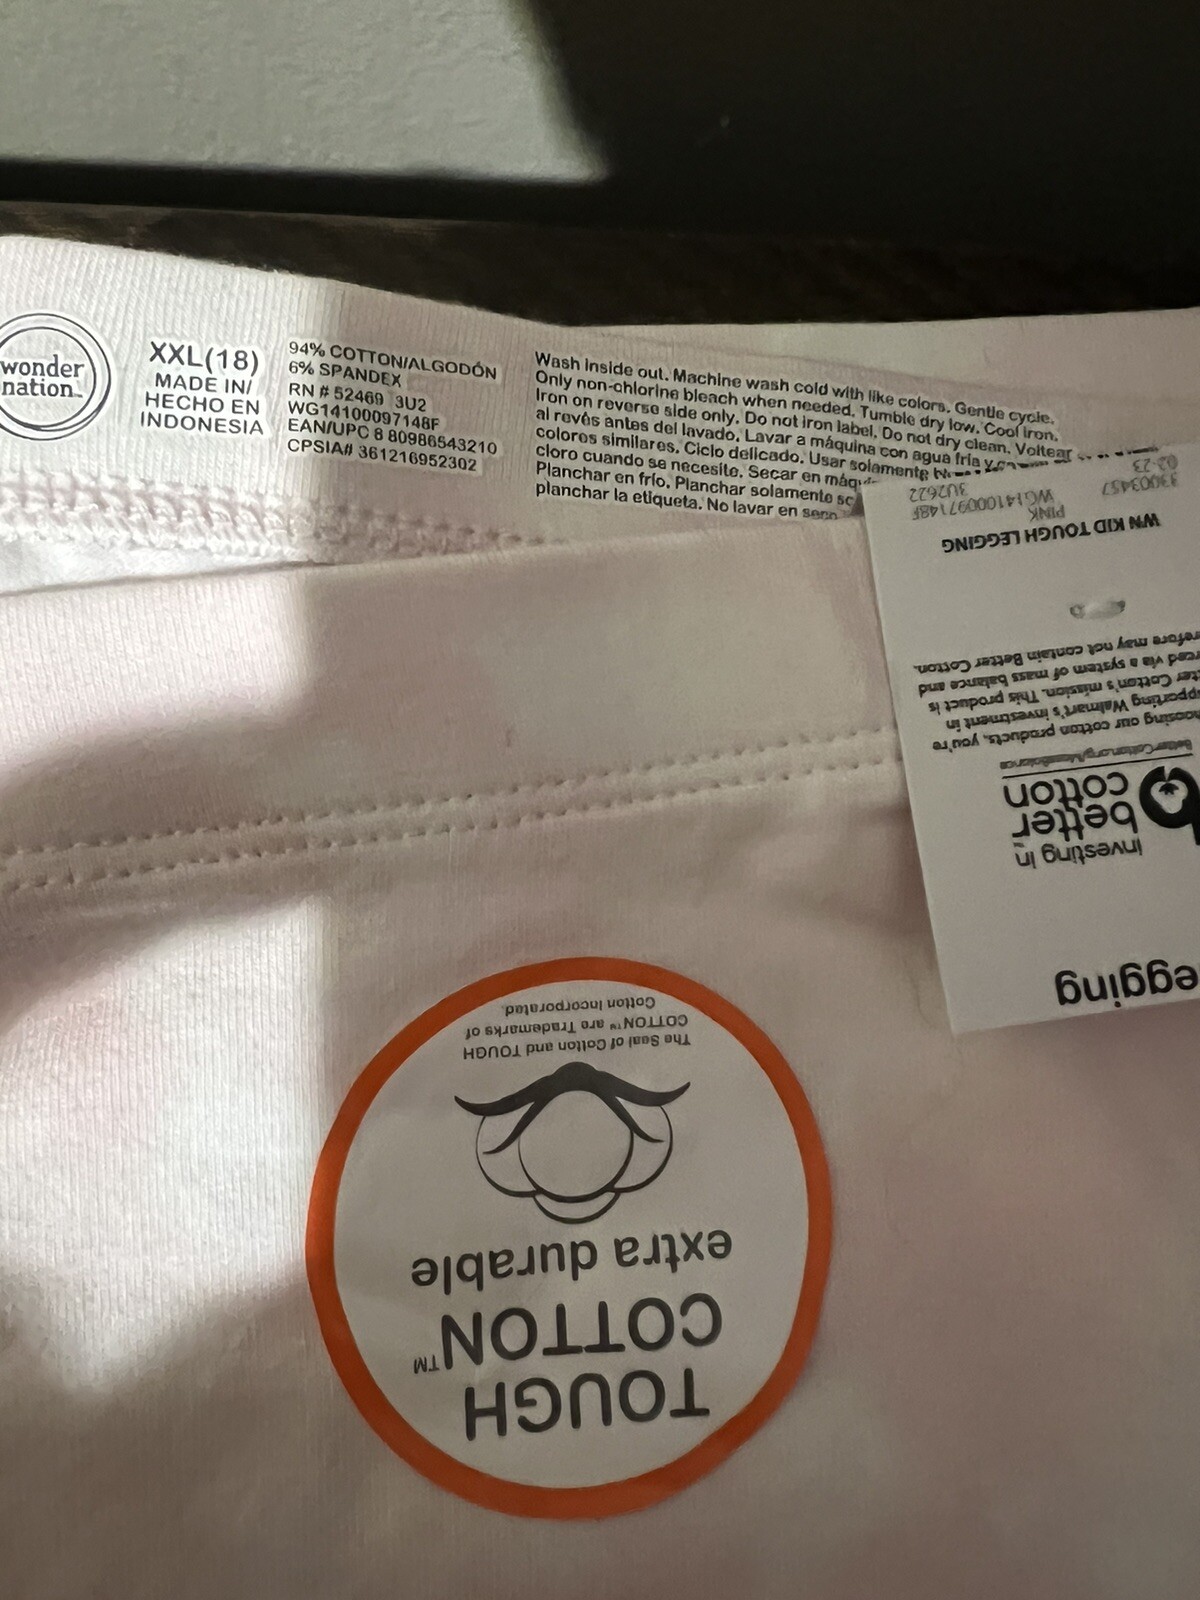 wonder
nation™
XXL(18)
MADE IN/
HECHO EN
INDONESIA
94% COTTON/ALGODÓN
6% SPANDEX
RN # 52469 3U2
WG14100097148F
EAN/UPC 8 80986543210
CPSIA# 361216952302
Wash inside out. Machine wash cold with like colors. Gentle cycle.
Only non-chlorine bleach when needed. Tumble dry low. Cool iron.
Iron on reverse side only. Do not iron label. Do not dry clean. Voltear
al revés antes del lavado. Lavar a máquina con agua fría y
colores similares. Ciclo delicado. Usar solamente
cloro cuando se necesite. Secar en
Planchar en frío. Planchar solamente
planchar la etiqueta. No lavar en
egging
investing in
better
cotton™
BetterCotton.org/MassBalance
hoosing our cotton products, you're
pporting Walmart's investment in
tter Cotton's mission. This product is
rced via a system of mass balance and
refore may not contain Better Cotton.
WN KID TOUGH LEGGING
PINK
WG14100097148F
3U2622
33003457
02-23
TOUGH
COTTON™
extra durable
The Seal of Cotton and TOUGH
COTTON™ are Trademarks of
Cotton Incorporated.